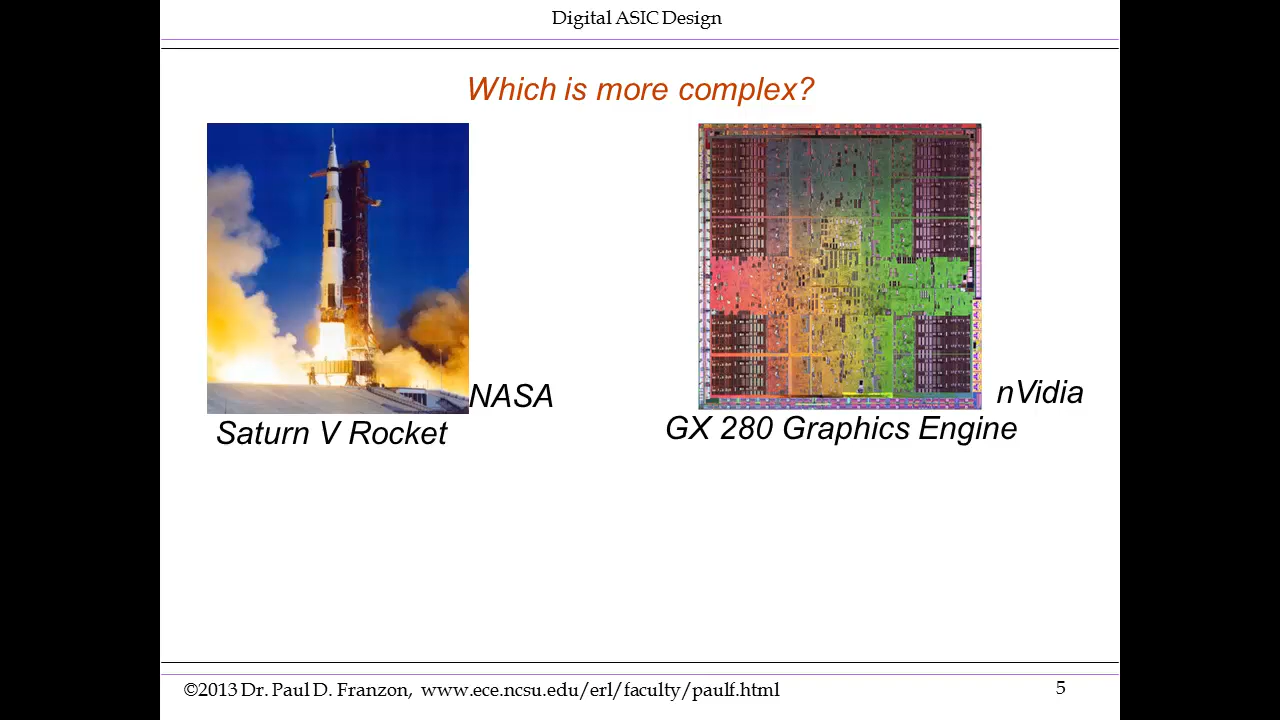 Digital ASIC Design
Which is more complex?
NASA
Saturn V Rocket
nVidia
GX 280 Graphics Engine
©2013 Dr. Paul D. Franzon, www.ece.ncsu.edu/erl/faculty/paulf.html
5